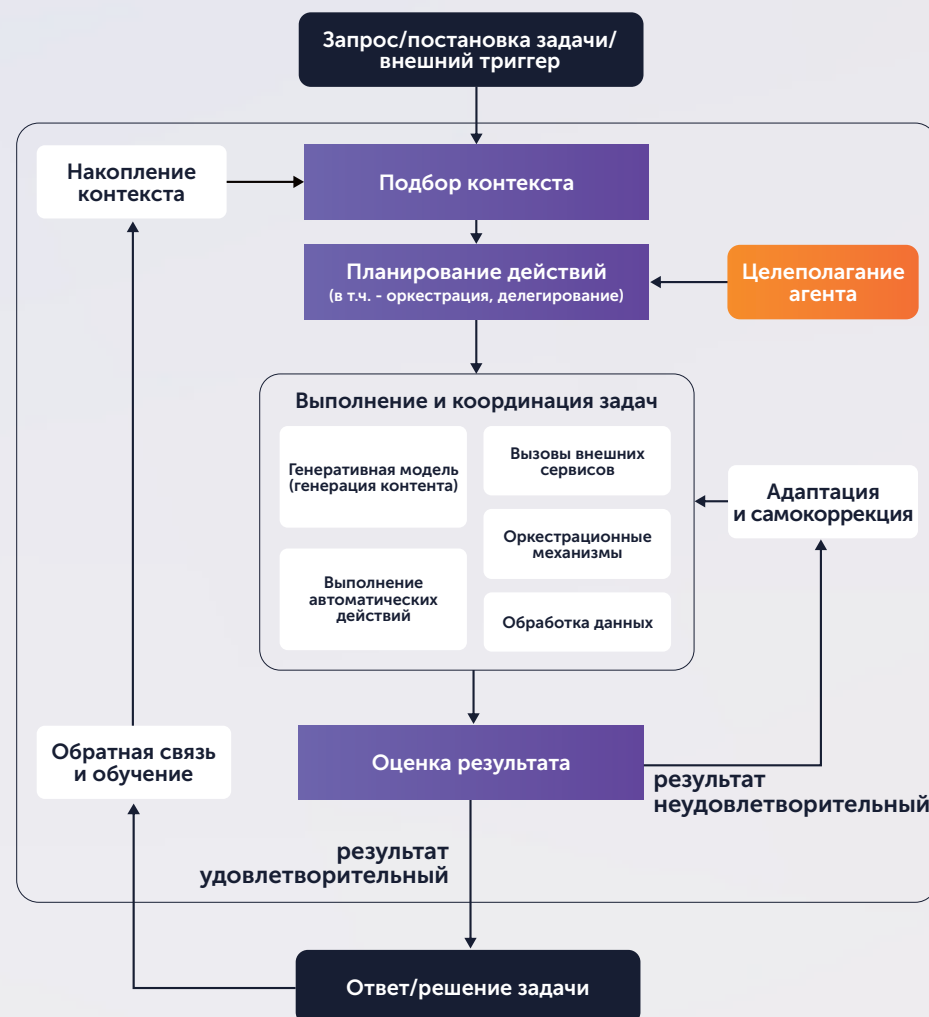 Запрос/постановка задачи/
внешний триггер
Накопление
контекста
Подбор контекста
Планирование действий
(в т.ч. - оркестрация, делегирование)
Целеполагание
агента
Выполнение и координация задач
Генеративная модель
(генерация контента)
Вызовы внешних
сервисов
Оркестрационные
механизмы
Выполнение
автоматических
действий
Обработка данных
Адаптация
и самокоррекция
Обратная связь
и обучение
Оценка результата
результат
неудовлетворительный
результат
удовлетворительный
Ответ/решение задачи